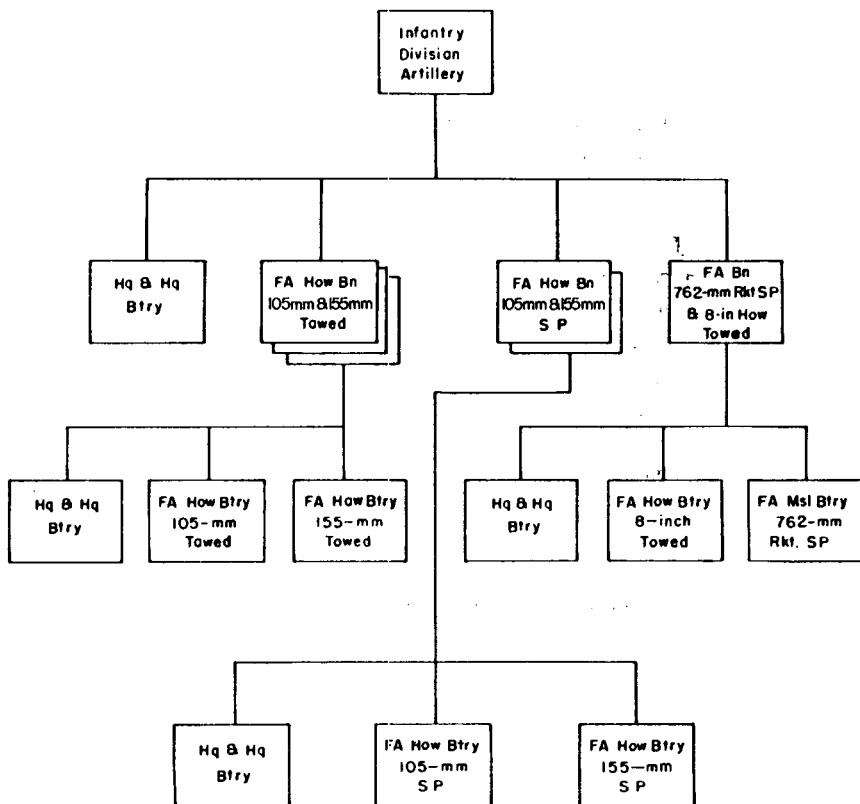 Infantry
Division
Artillery
Hq & Hq
Btry
FA How Bn
105mm & 155mm
Towed
FA How Bn
105mm & 155mm
S P
FA Bn
762-mm Rkt SP
& 8-in How
Towed
Hq & Hq
Btry
FA How Btry
105-mm
Towed
FA How Btry
155-mm
Towed
Hq & Hq
Btry
FA How Btry
8-inch
Towed
FA Msl Btry
762-mm
Rkt. SP
Hq & Hq
Btry
FA How Btry
105-mm
S P
FA How Btry
155-mm
S P